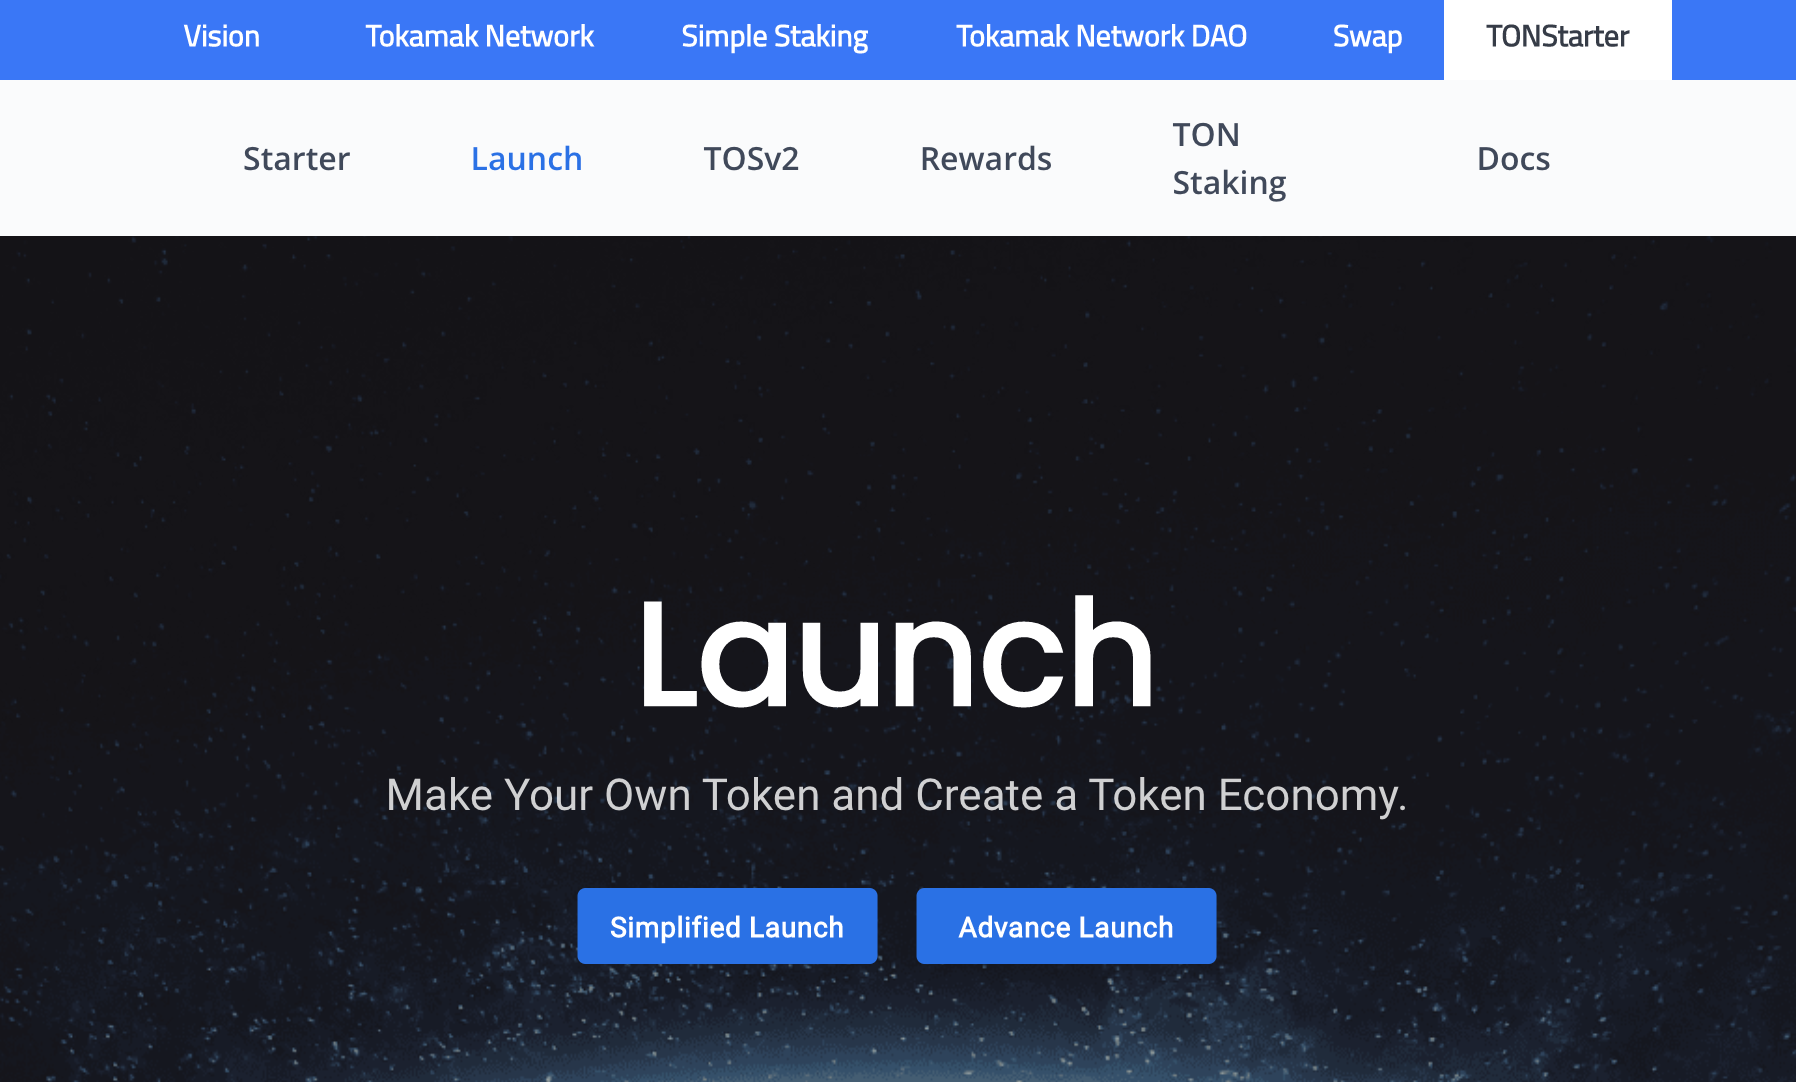 Vision Tokamak Network Simple Staking Tokamak Network DAO Swap TONStarter
Starter Launch TOSv2 Rewards TON Staking Docs
Launch
Make Your Own Token and Create a Token Economy.
Simplified Launch Advance Launch